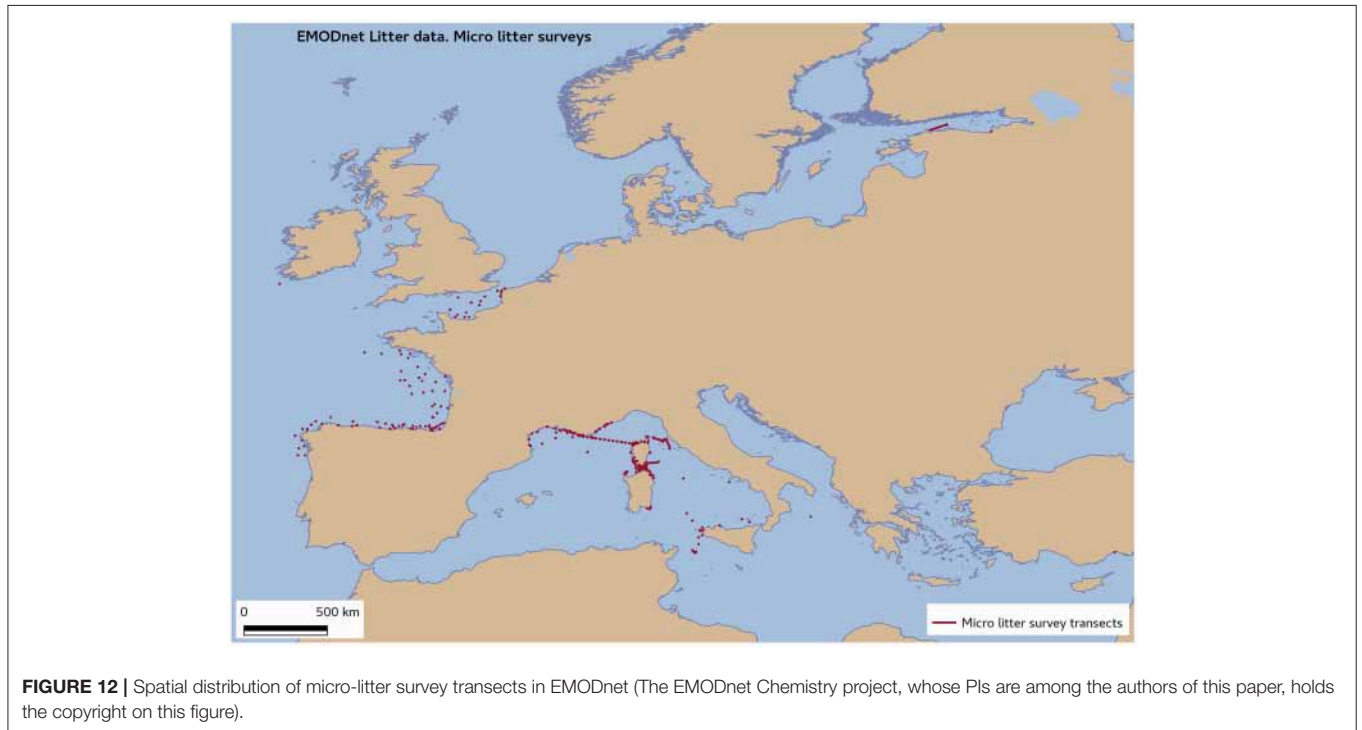 EMODnet Litter data. Micro litter surveys
0 500 km
Micro litter survey transects
FIGURE 12 | Spatial distribution of micro-litter survey transects in EMODnet (The EMODnet Chemistry project, whose PIs are among the authors of this paper, holds
the copyright on this figure).